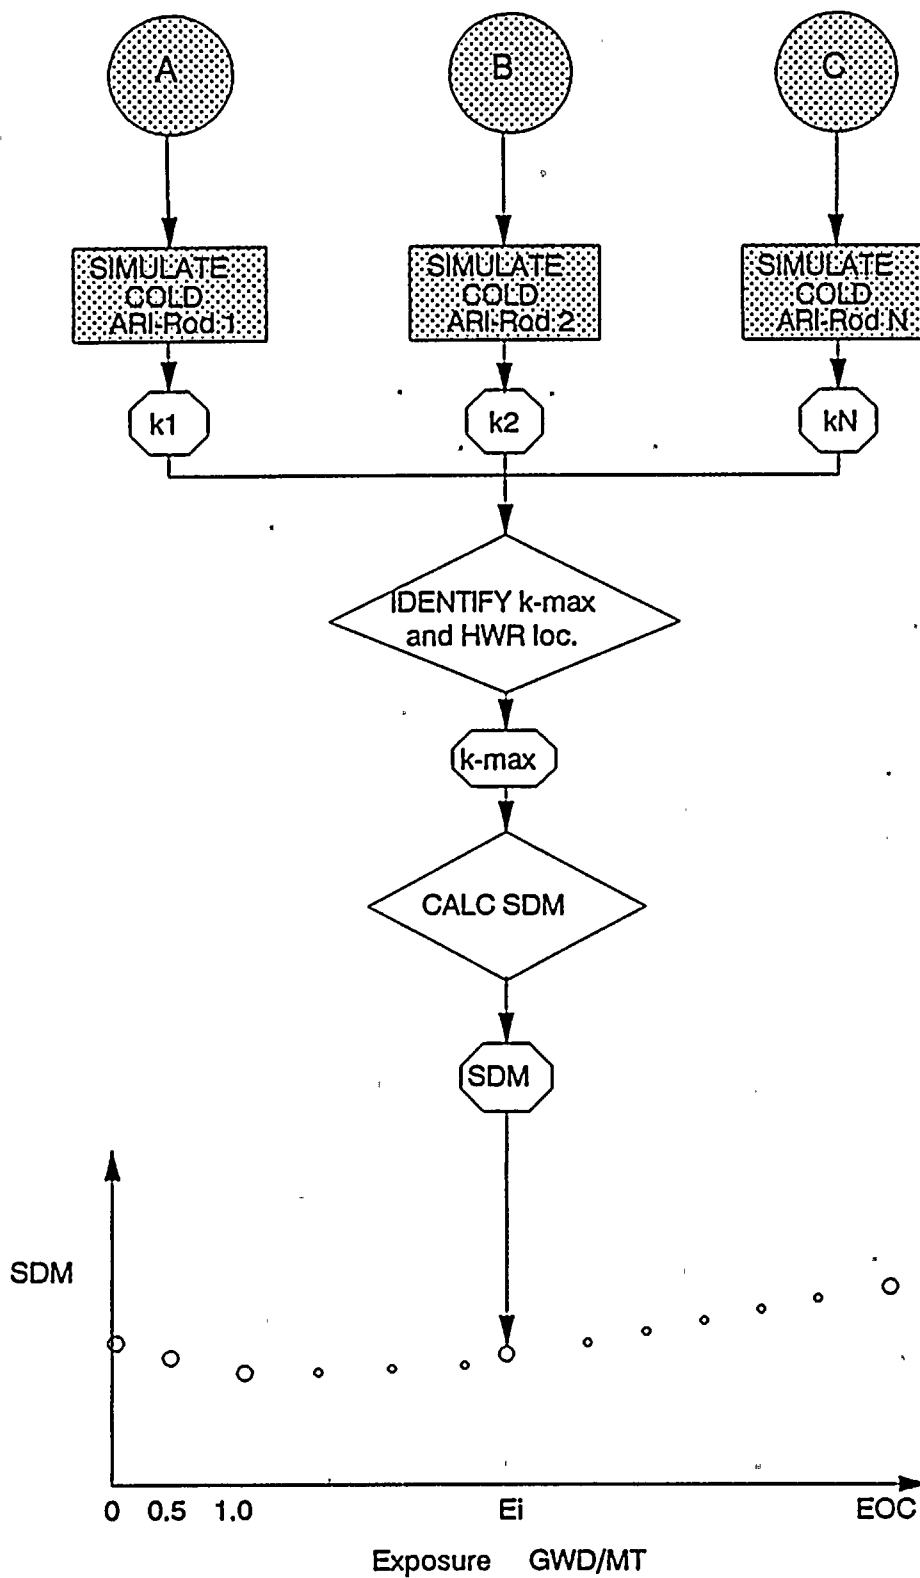 A
B
C
SIMULATE
COLD
ARI-Rod 1
SIMULATE
COLD
ARI-Rod 2
SIMULATE
COLD
ARI-Rod N
k1
k2
kN
IDENTIFY k-max
and HWR loc.
k-max
CALC SDM
SDM
SDM
0 0.5 1.0 Ei EOC
Exposure GWD/MT